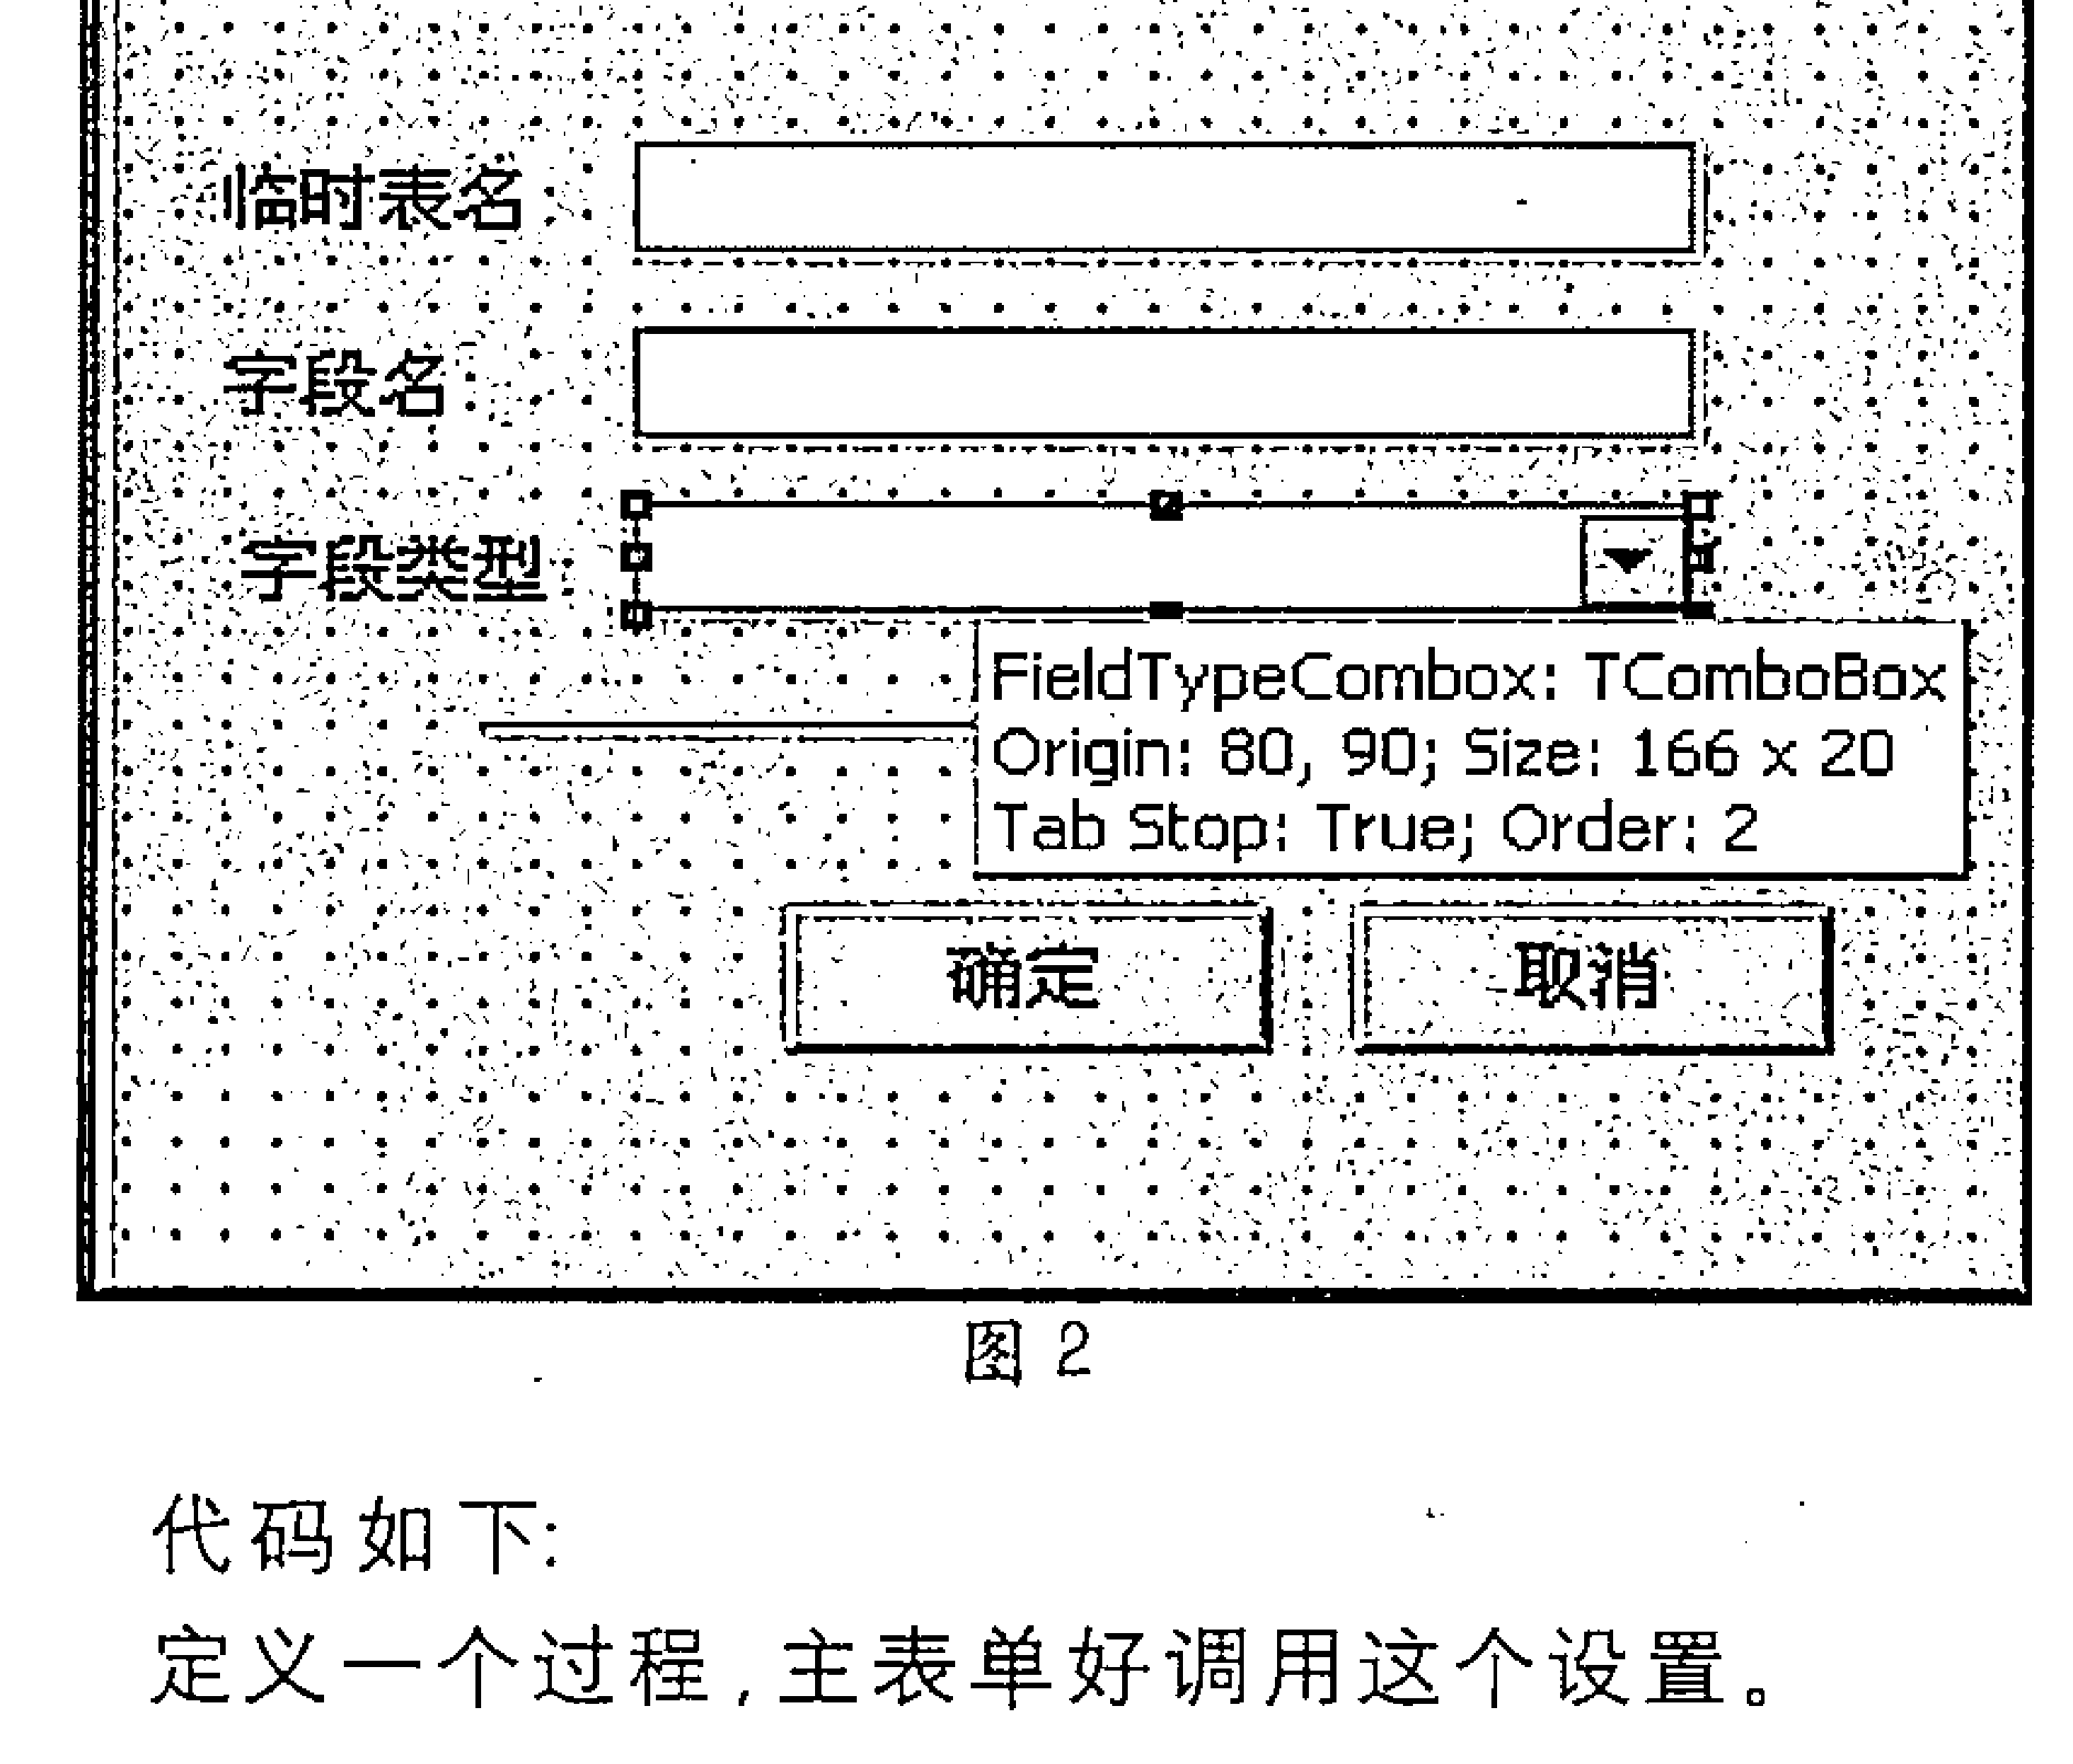 临时表名:
字段名:
字段类型:
FieldTypeCombox: TComboBox
Origin: 80, 90; Size: 166 x 20
Tab Stop: True; Order: 2
确定 取消
图 2
代码如下:
定义一个过程,主表单好调用这个设置。